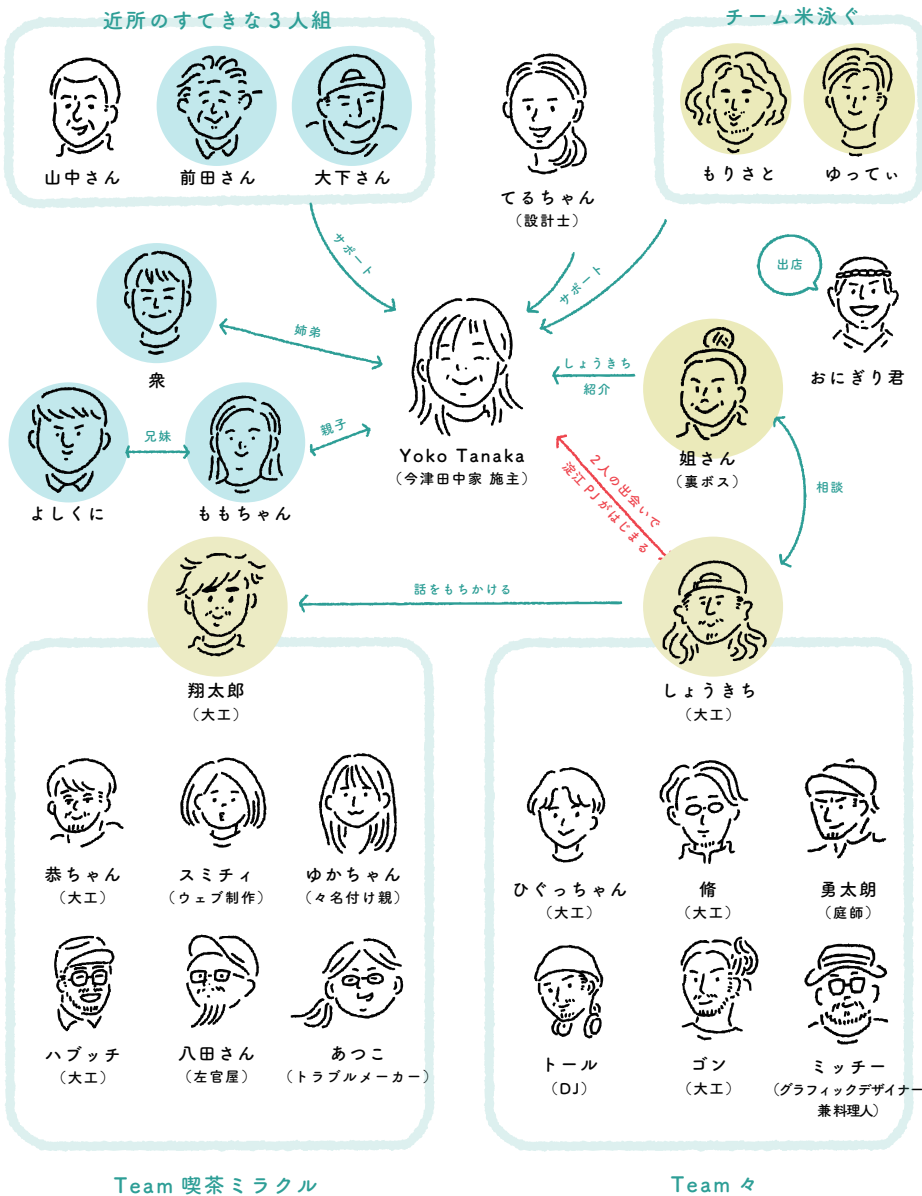 近所のすてきな3人組
チーム米泳ぐ
山中さん
前田さん
大下さん
てるちゃん
（設計士）
もりさと
ゆってぃ
サポート
サポート
出店
おにぎり君
姉弟
衆
しょうきち
紹介
Yoko Tanaka
（今津田中家 施主）
姐さん
（裏ボス）
兄妹
親子
よしくに
ももちゃん
2人の出会いで
淀江PJがはじまる
相談
話をもちかける
翔太郎
（大工）
しょうきち
（大工）
恭ちゃん
（大工）
スミチィ
（ウェブ制作）
ゆかちゃん
（々名付け親）
ハブッチ
（大工）
八田さん
（左官屋）
あつこ
（トラブルメーカー）
ひぐっちゃん
（大工）
脩
（大工）
勇太朗
（庭師）
トール
（DJ）
ゴン
（大工）
ミッチー
（グラフィックデザイナー
兼料理人）
Team 喫茶ミラクル
Team 々